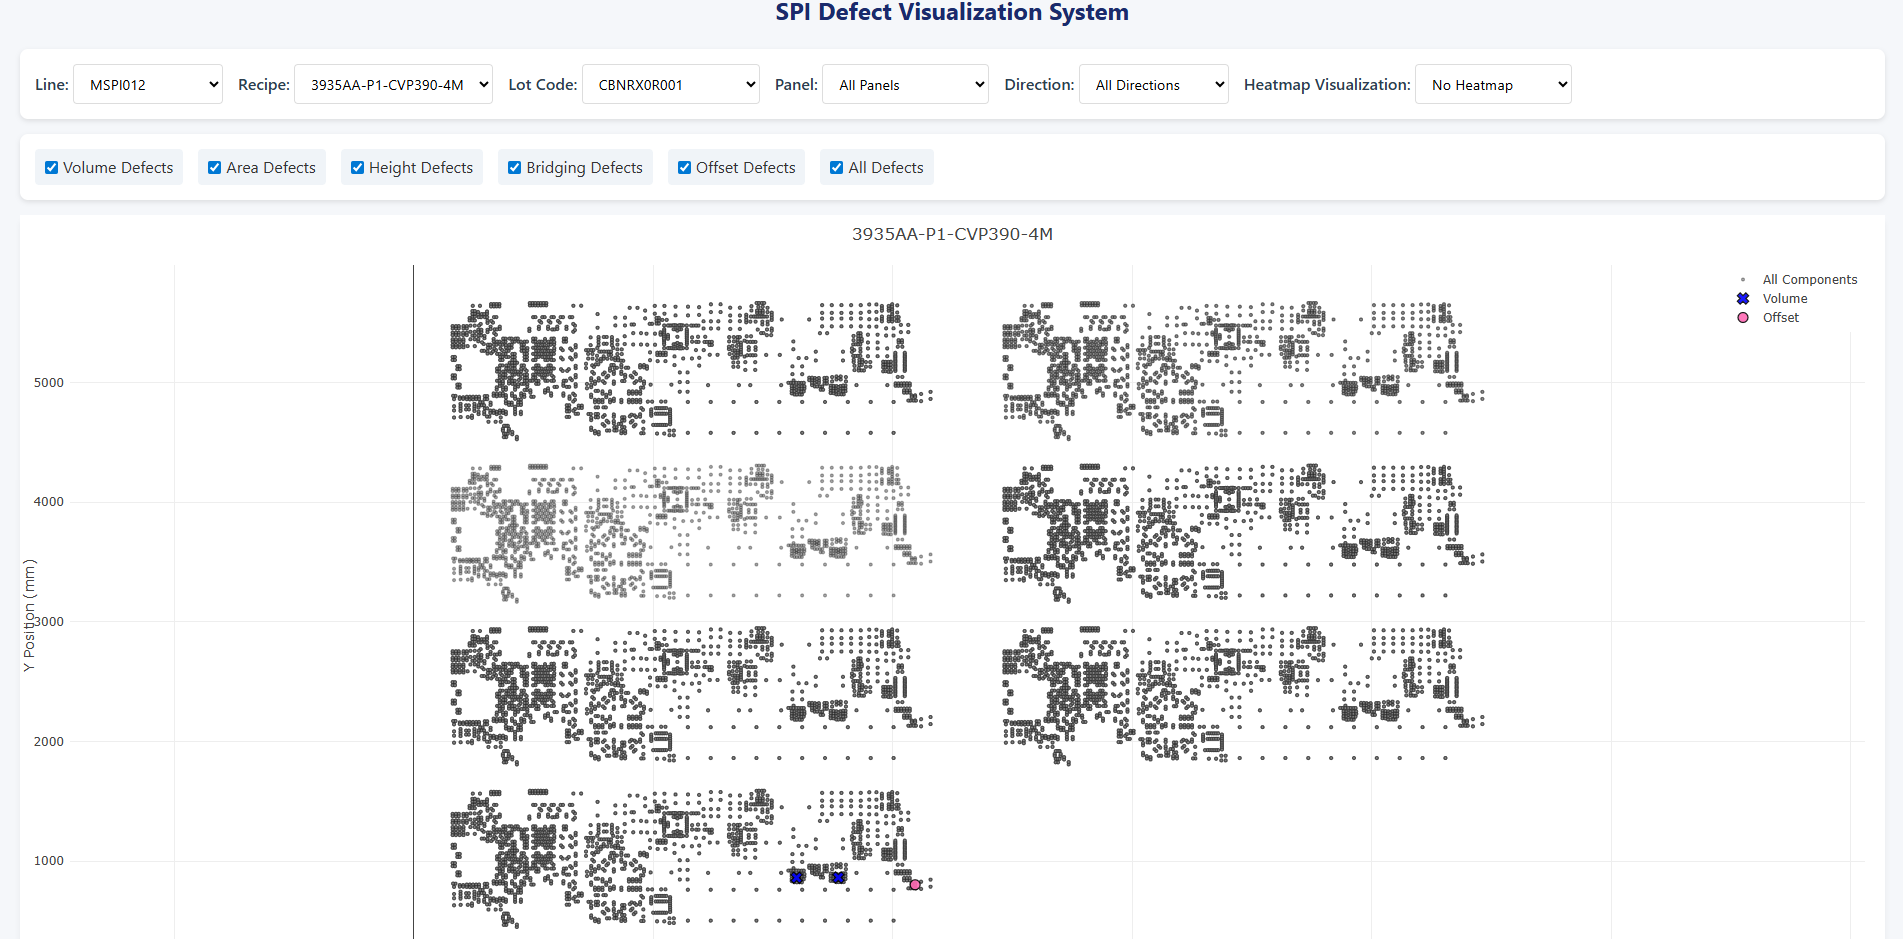 SPI Defect Visualization System
Line: MSPI012 Recipe: 3935AA-P1-CVP390-4M Lot Code: CBNRX0R001 Panel: All Panels Direction: All Directions Heatmap Visualization: No Heatmap
Volume Defects Area Defects Height Defects Bridging Defects Offset Defects All Defects
3935AA-P1-CVP390-4M
All Components
Volume
Offset
5000
4000
3000
2000
1000
Y Position (mm)